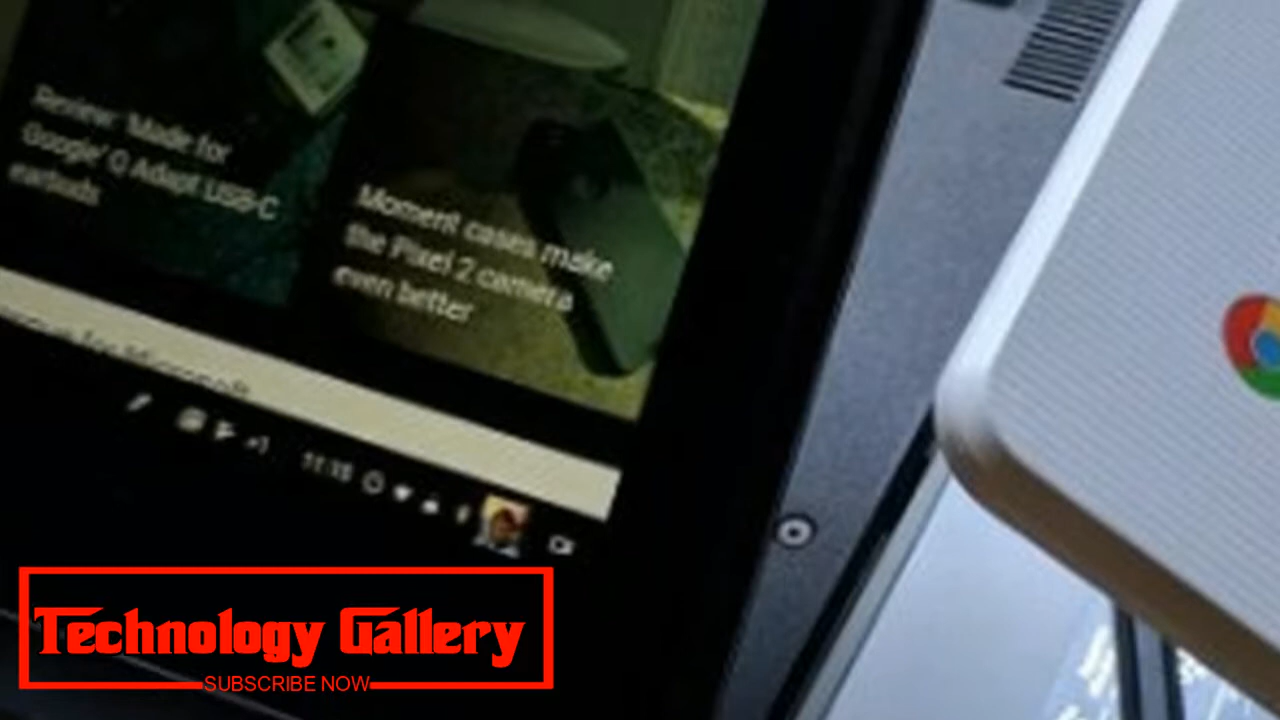 Review: 'Made for
Google' Q Adapt USB-C
earbuds
Moment cases make
the Pixel 2 camera
even better
11:15
Technology Gallery
SUBSCRIBE NOW